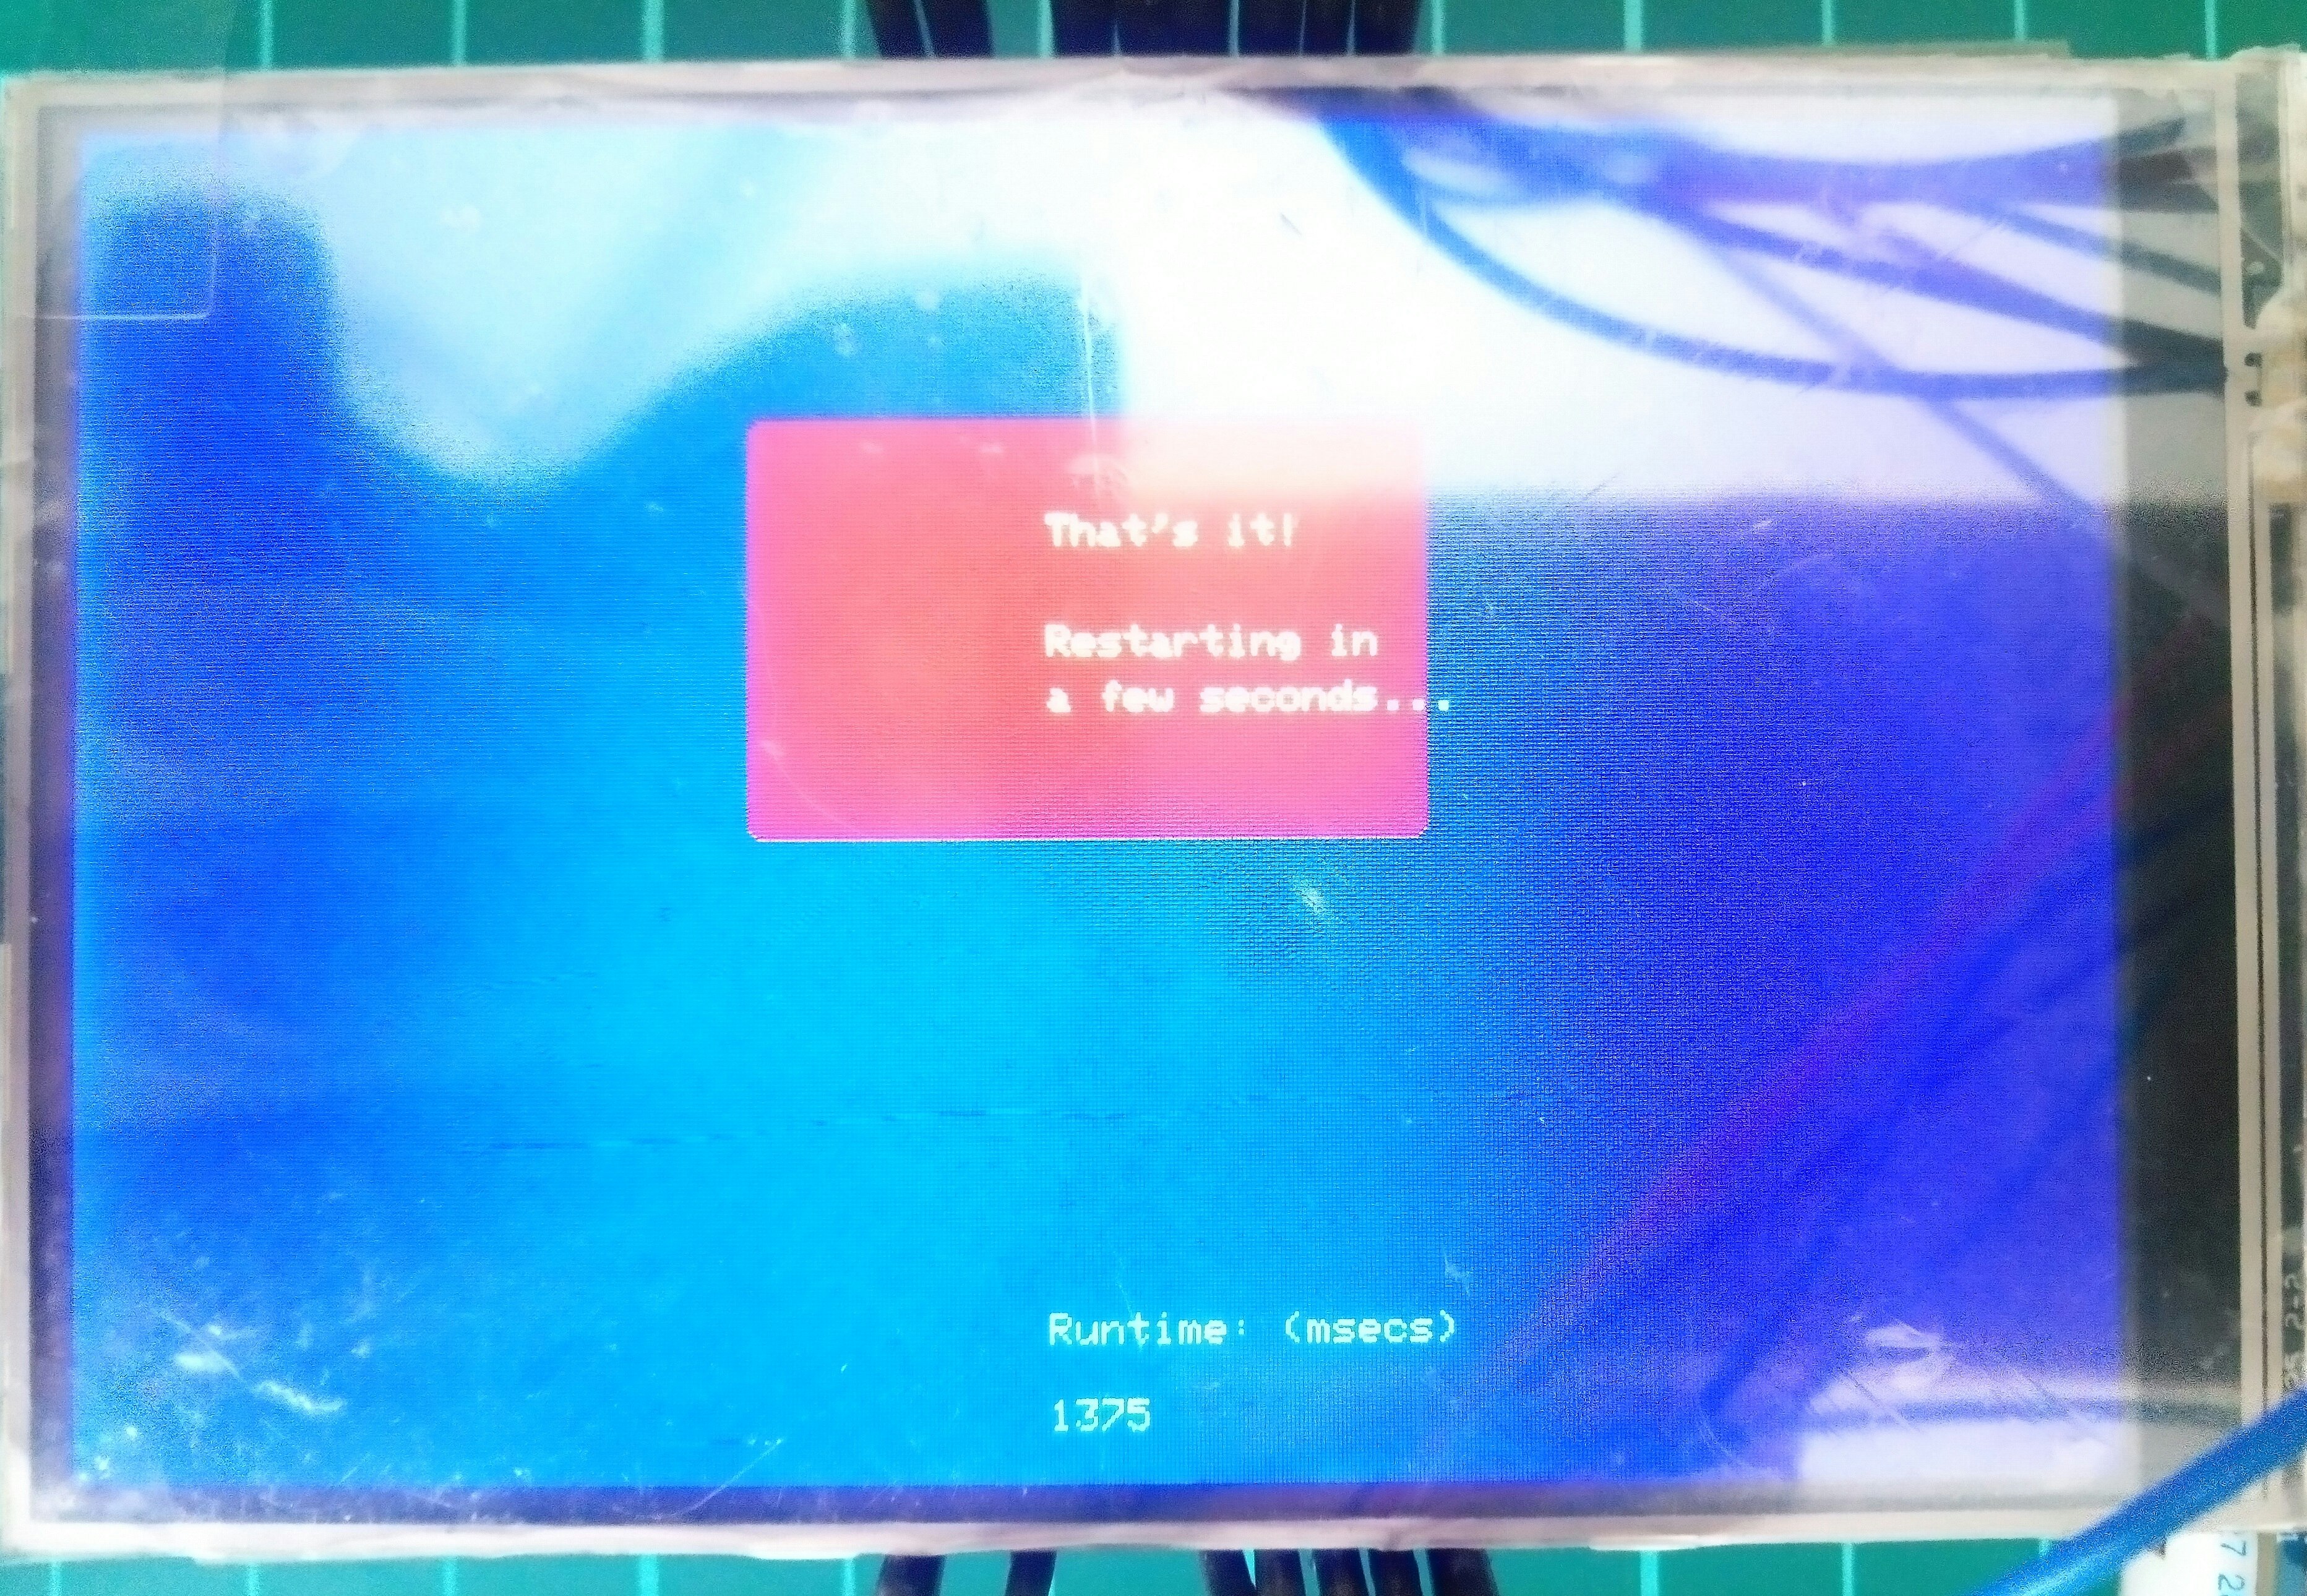 That's it!
Restarting in
a few seconds...
Runtime: (msecs)
1375